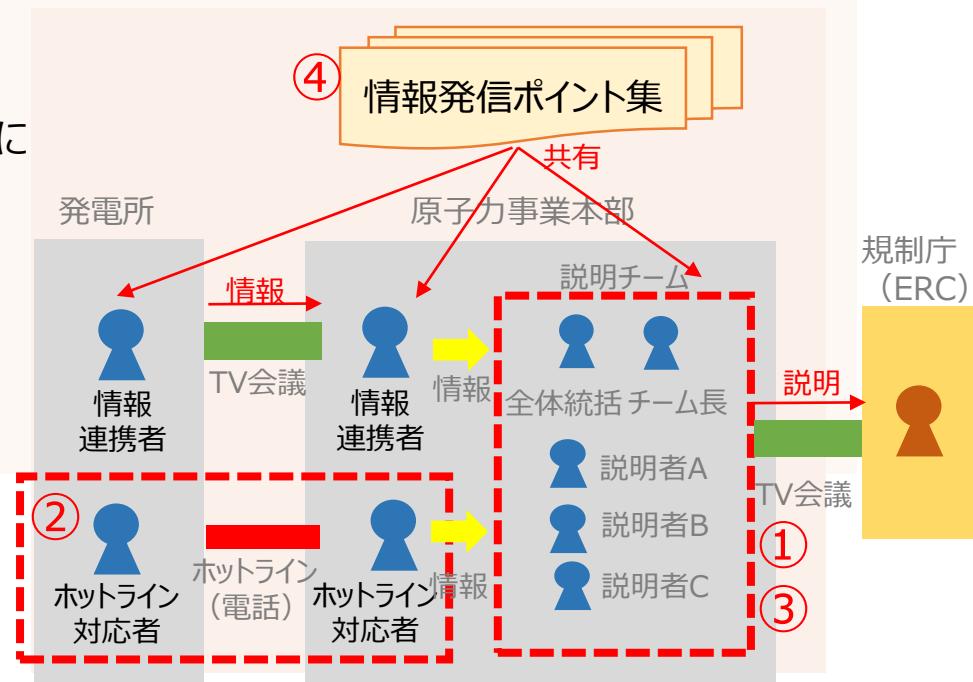 ④
情報発信ポイント集
に
共有
発電所
原子力事業本部
規制庁
（ERC）
説明チーム
情報
TV会議
情報
連携者
情報
連携者
情報
全体統括 チーム長
説明
説明者A
TV会議
②
説明者B
①
ホットライン
（電話）
情報
説明者C
③
ホットライン
対応者
ホットライン
対応者